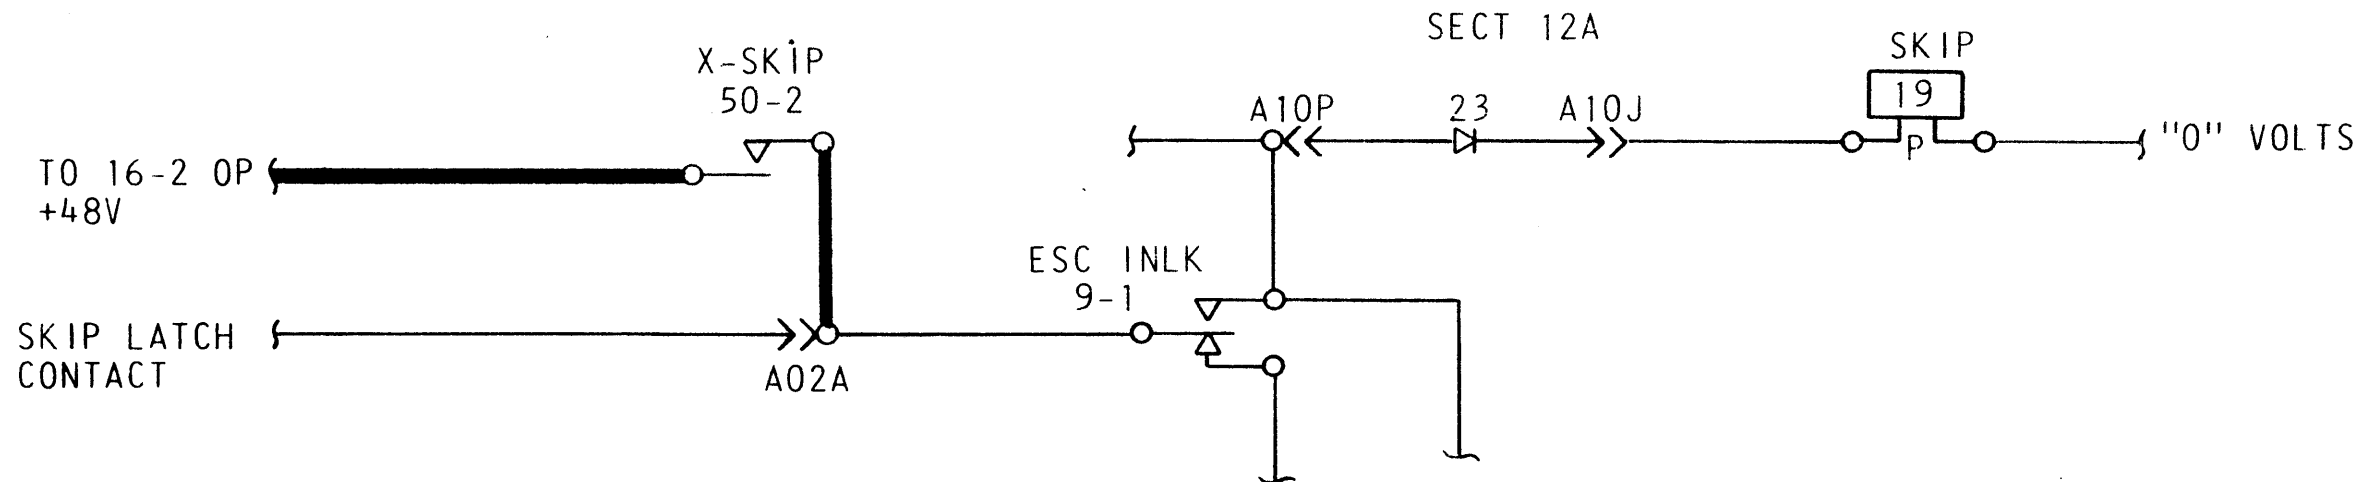 SECT 12A
SKIP
19
X-SKIP
50-2
A10P
23
A10J
P
"0" VOLTS
TO 16-2 OP
+48V
ESC INLK
9-1
SKIP LATCH
CONTACT
A02A